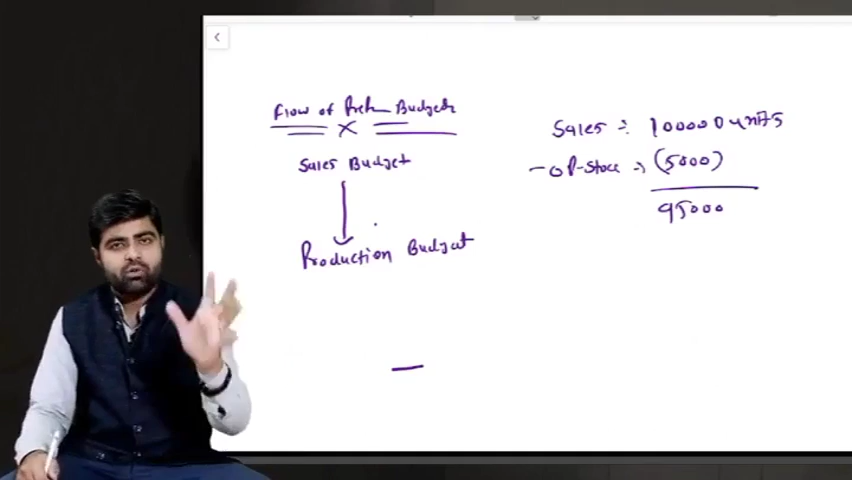 Flow of Budgets
Sales Budget
Production Budget
Sales :- 100000 units
- OP-Stock :- (5000)
95000